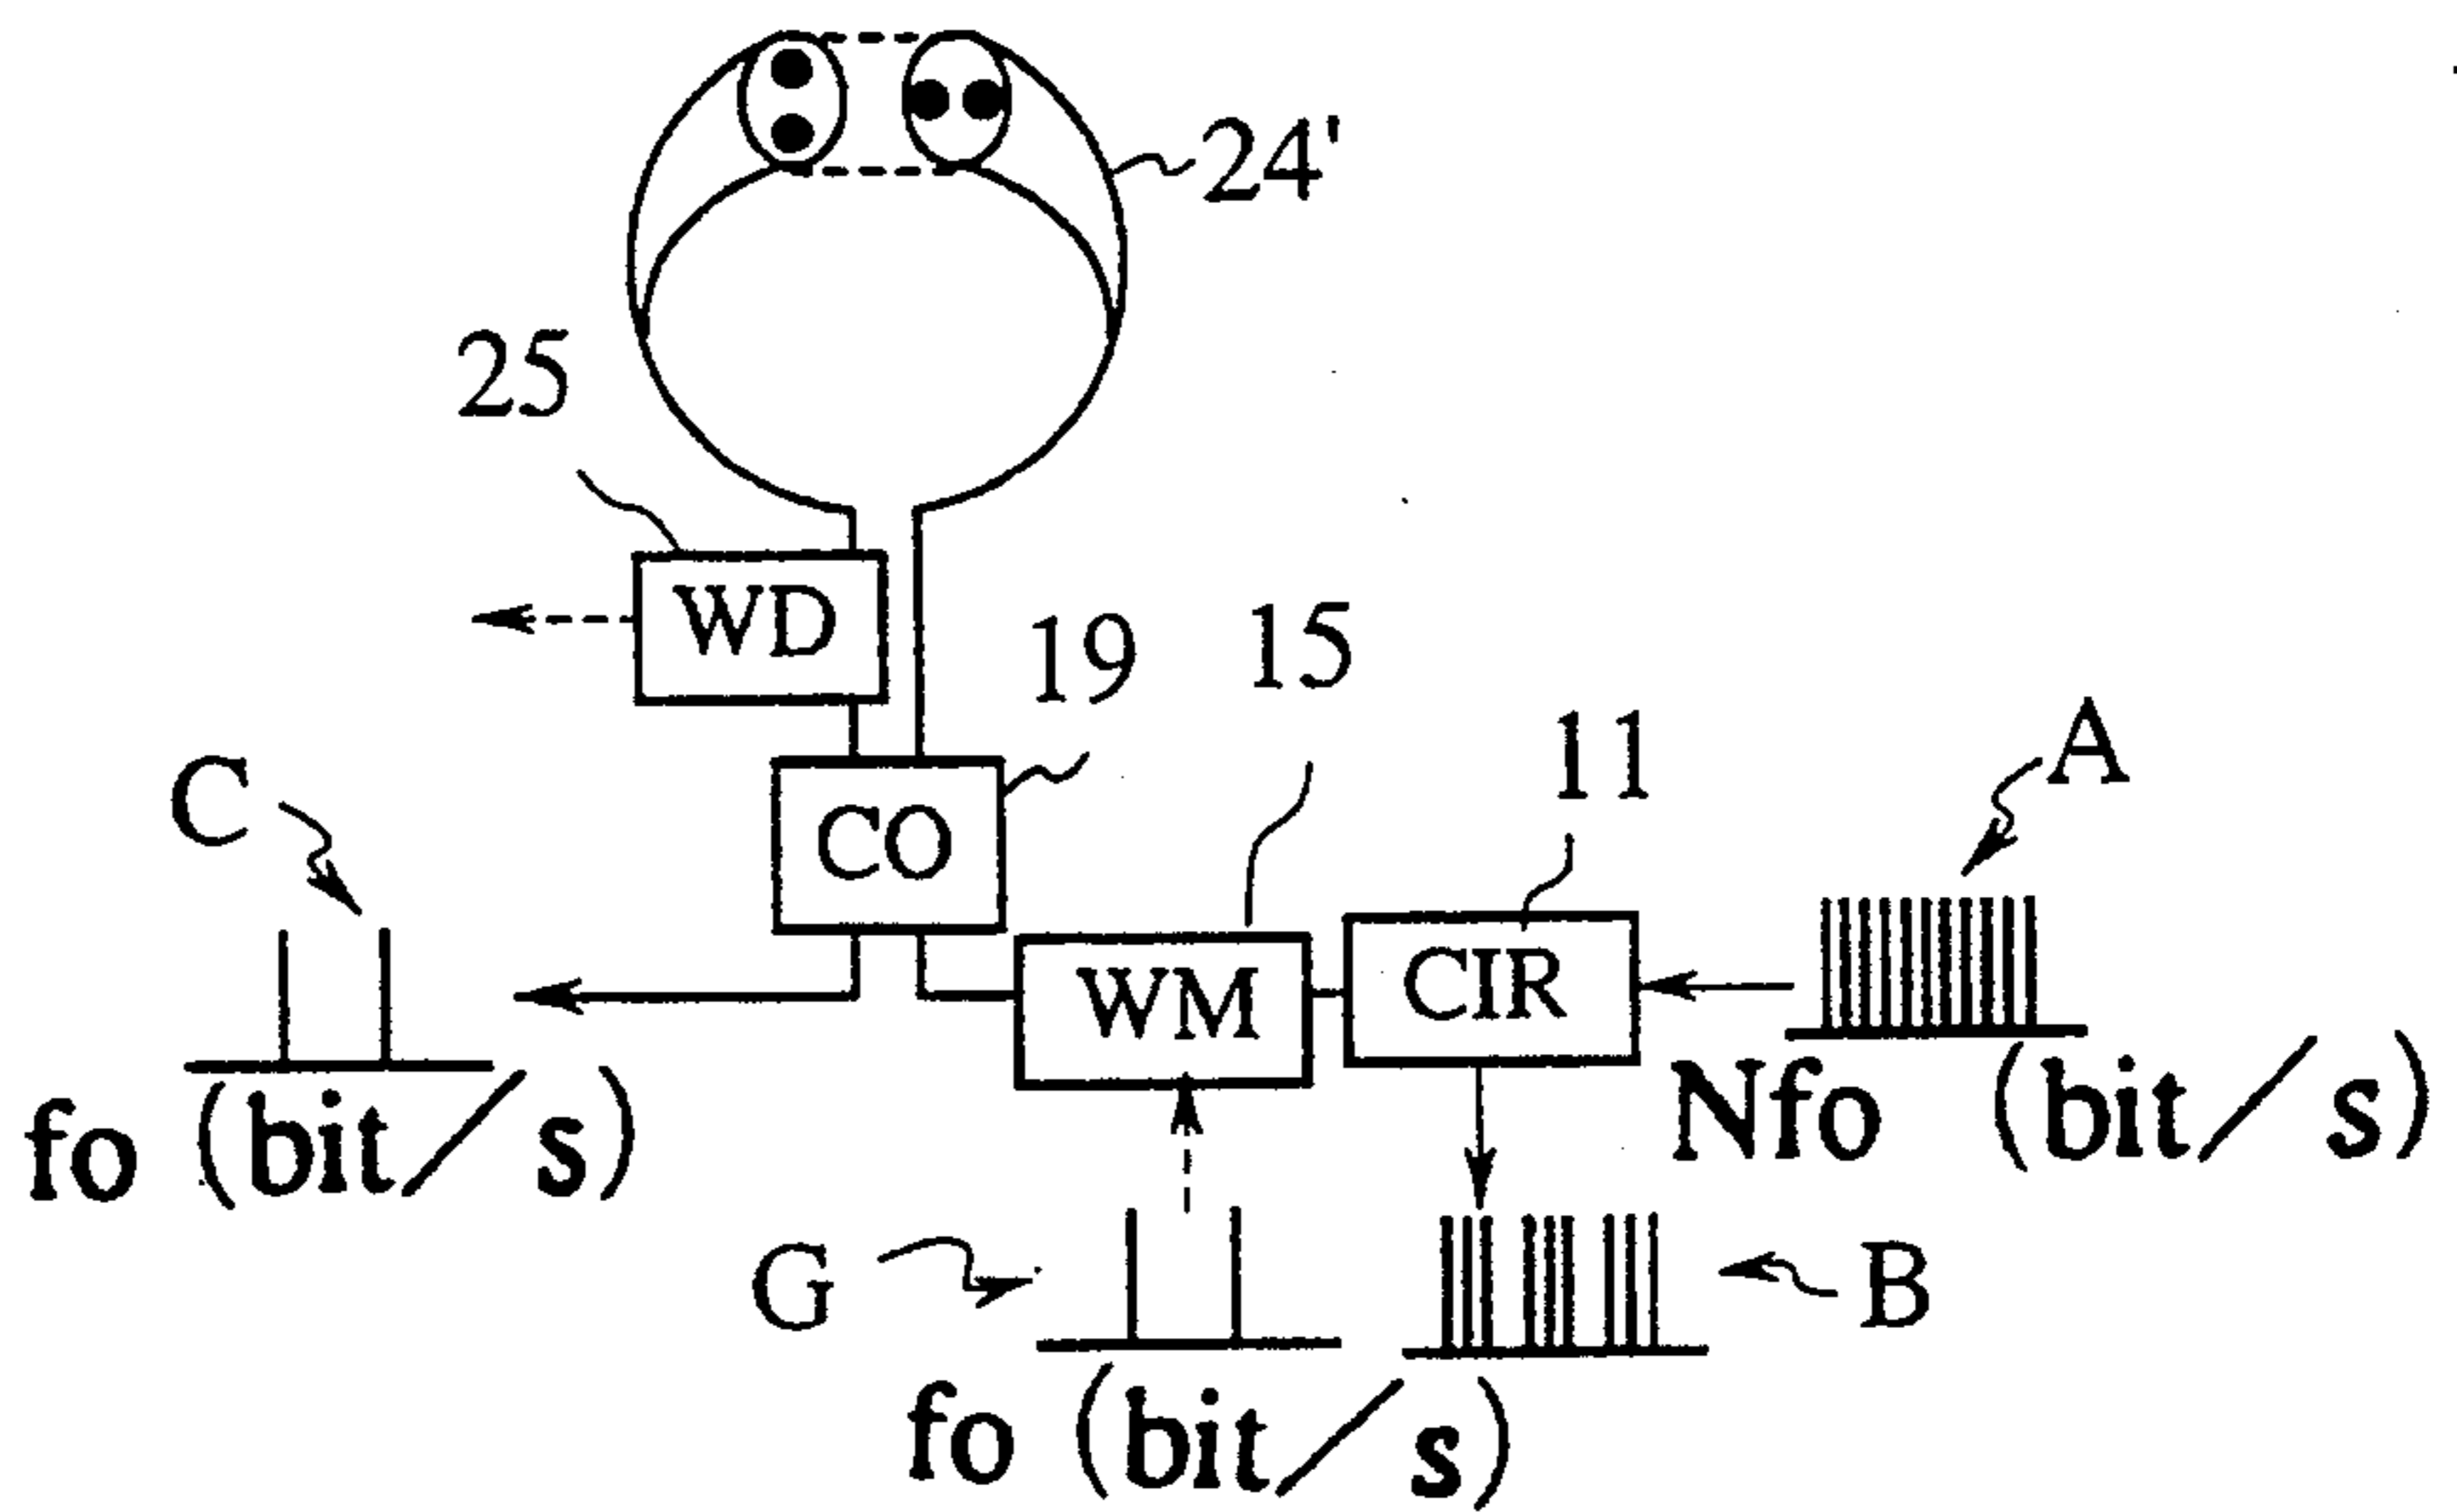 24'
25
WD
19
15
11
A
C
CO
WM
CIR
fo (bit/s)
Nfo (bit/s)
G
B
fo (bit/s)